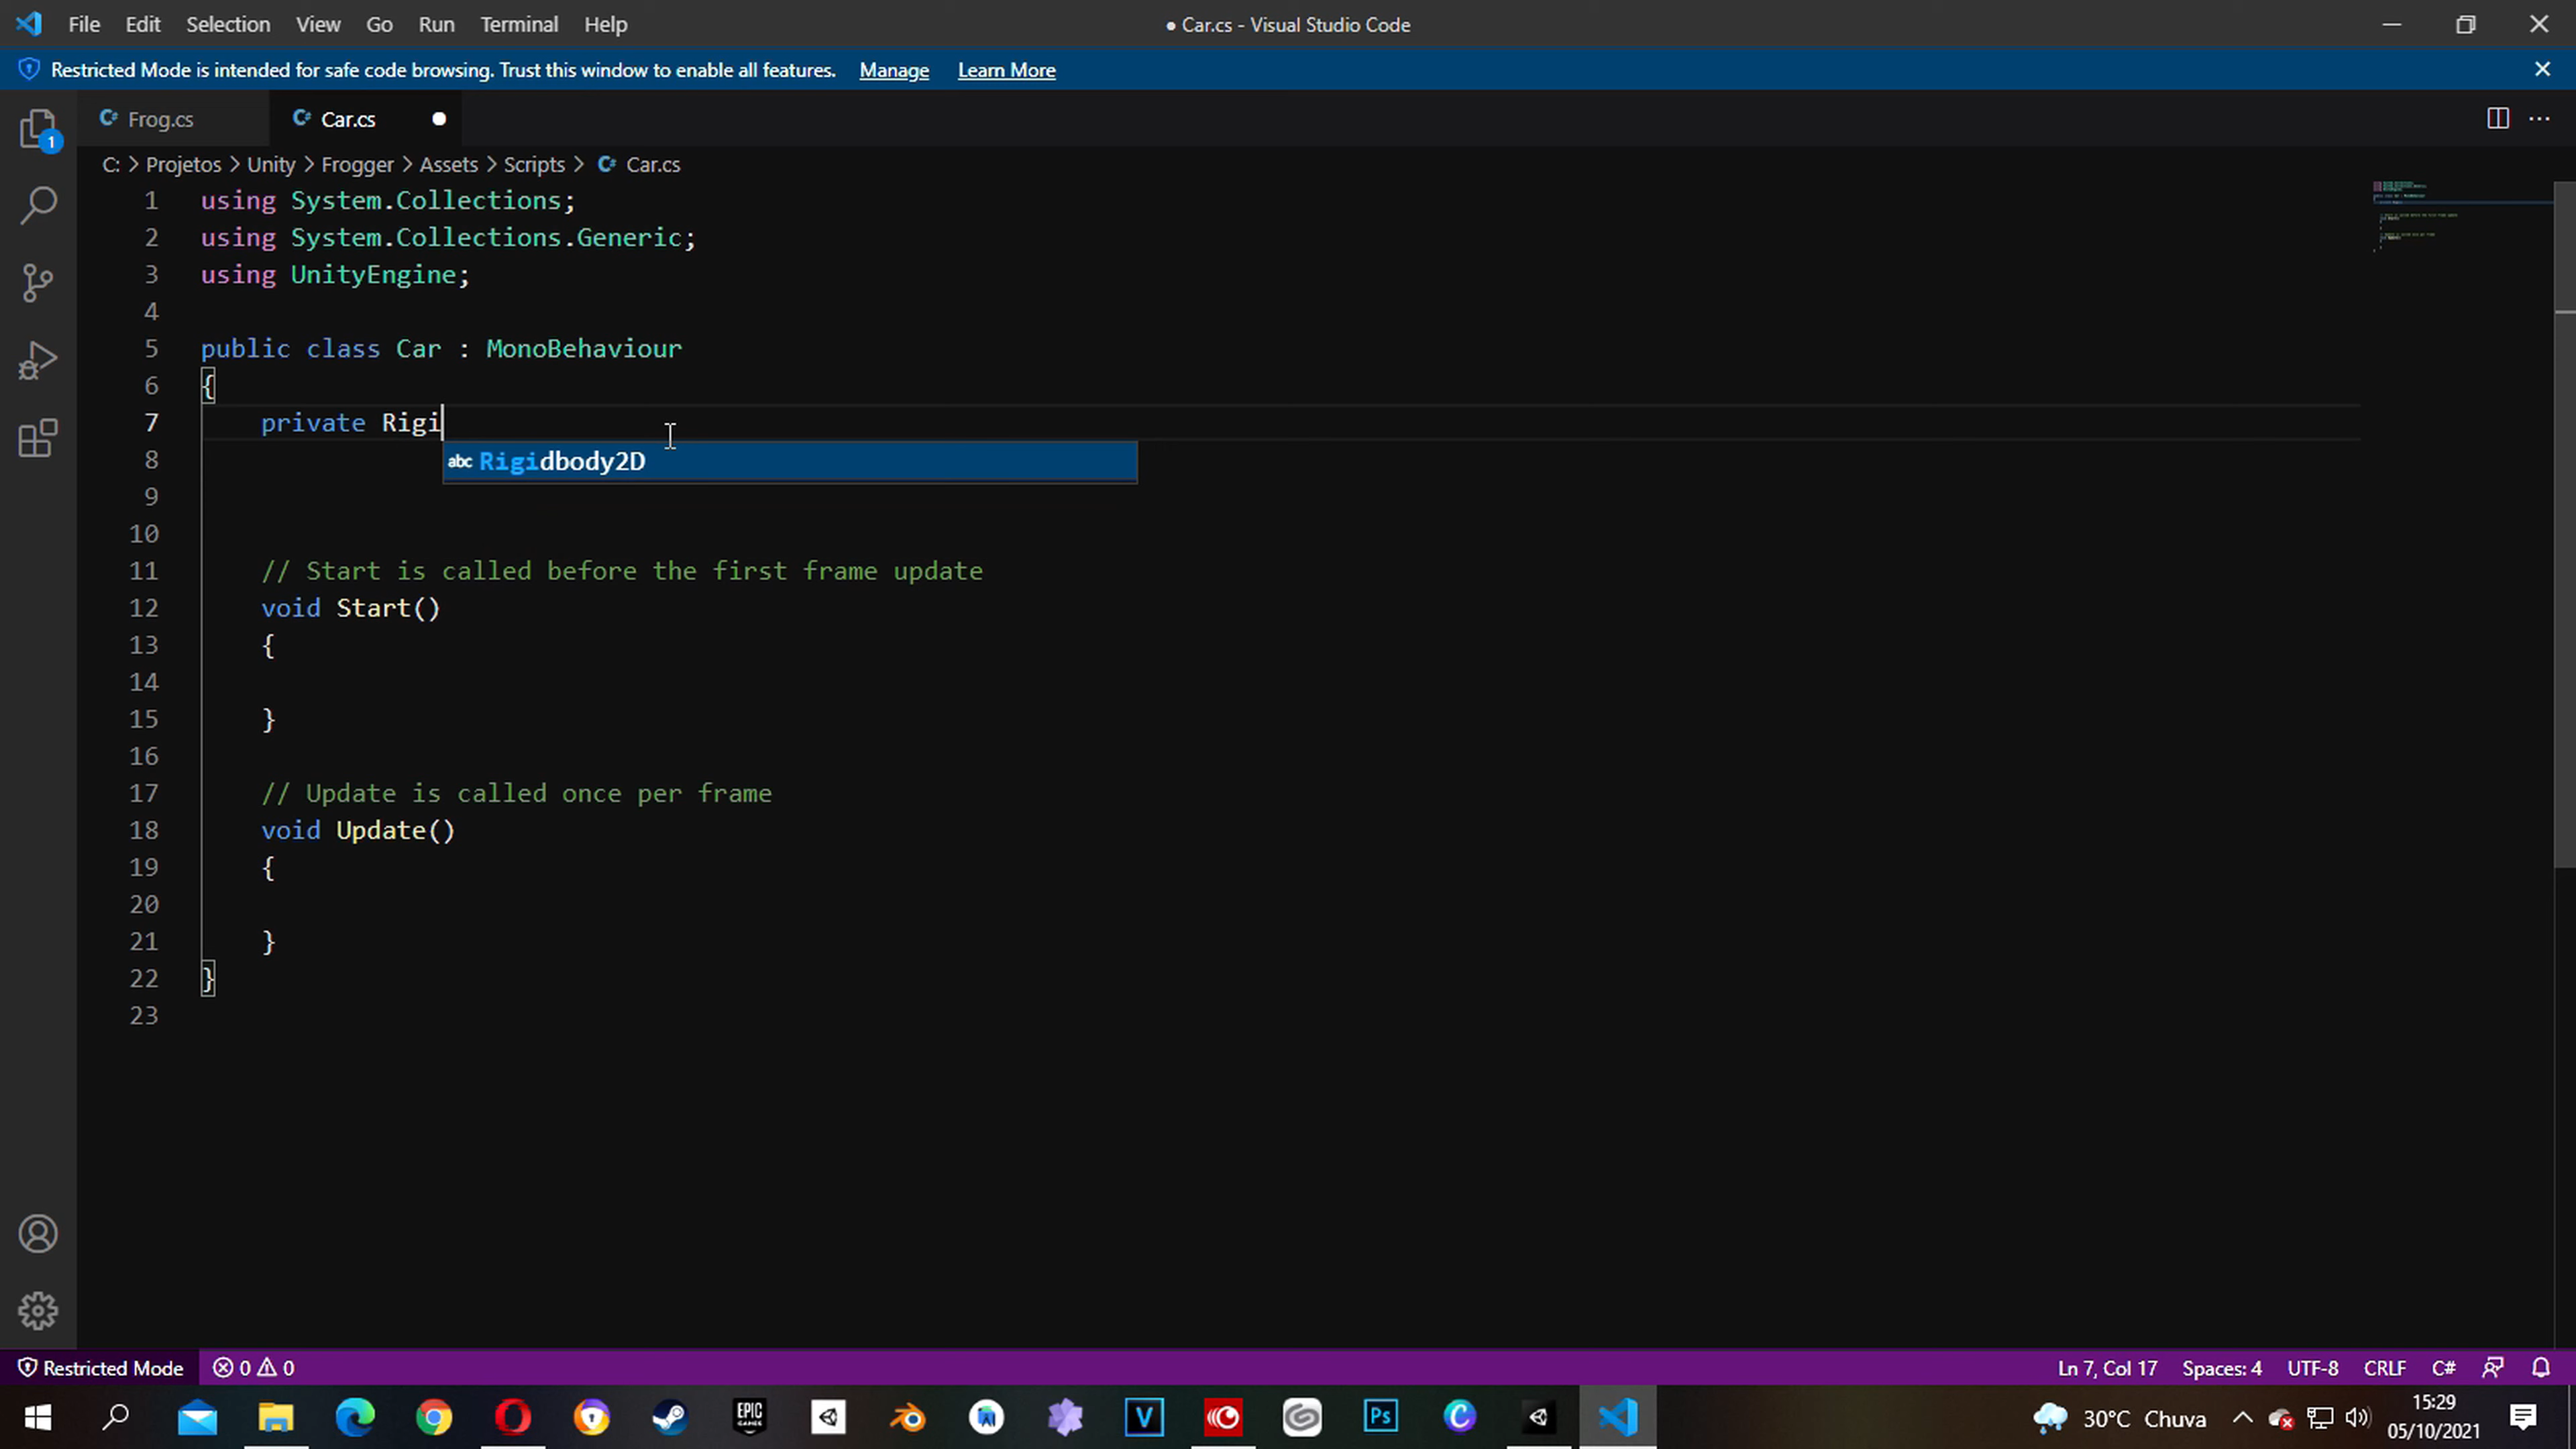 File Edit Selection View Go Run Terminal Help
● Car.cs - Visual Studio Code
Restricted Mode is intended for safe code browsing. Trust this window to enable all features. Manage Learn More
Frog.cs Car.cs
1
C: > Projetos > Unity > Frogger > Assets > Scripts > Car.cs
1 using System.Collections;
2 using System.Collections.Generic;
3 using UnityEngine;
4
5 public class Car : MonoBehaviour
6 {
7 private Rigi
8 abc Rigidbody2D
9
10
11 // Start is called before the first frame update
12 void Start()
13 {
14
15 }
16
17 // Update is called once per frame
18 void Update()
19 {
20
21 }
22 }
23
Restricted Mode 0 0 Ln 7, Col 17 Spaces: 4 UTF-8 CRLF C#
EPIC GAMES V Ps C 30°C Chuva 15:29
05/10/2021